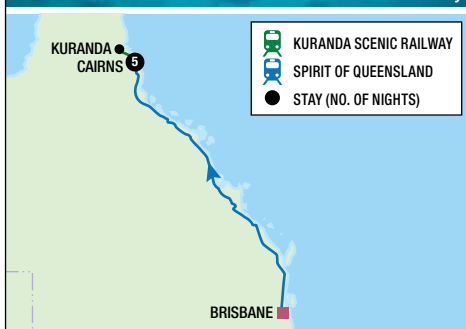 KURANDA
CAIRNS
5
KURANDA SCENIC RAILWAY
SPIRIT OF QUEENSLAND
STAY (NO. OF NIGHTS)
BRISBANE